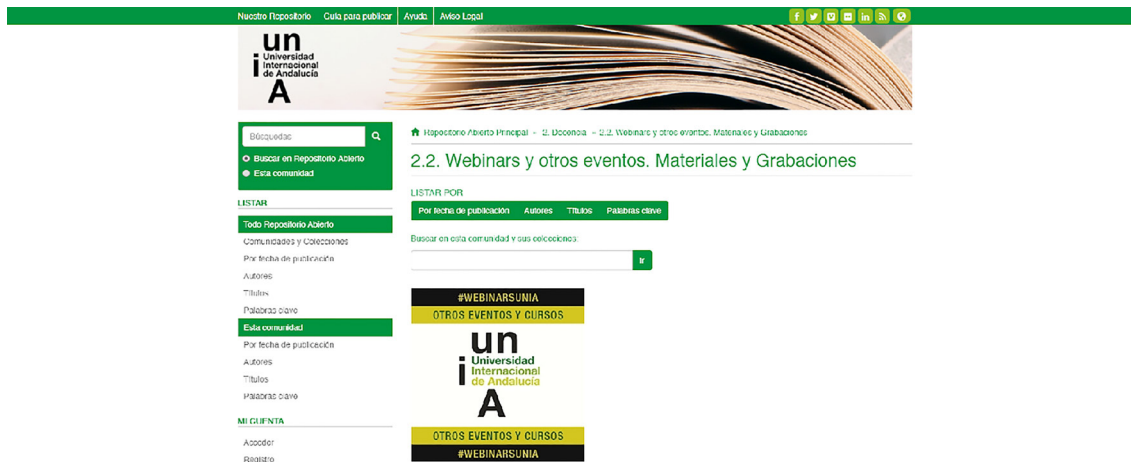 Nuestro Repositorio Guía para publicar Ayuda Aviso Legal
un
i Universidad
Internacional
de Andalucía
A
Búsquedas
Buscar en Repositorio Abierto
Esta comunidad
LISTAR
Todo Repositorio Abierto
Comunidades y Colecciones
Por fecha de publicación
Autores
Títulos
Palabras clave
Esta comunidad
Por fecha de publicación
Autores
Títulos
Palabras clave
MI CUENTA
Acceder
Registro
Repositorio Abierto Principal - 2. Docencia - 2.2. Webinars y otros eventos. Materiales y Grabaciones
2.2. Webinars y otros eventos. Materiales y Grabaciones
LISTAR POR
Por fecha de publicación Autores Títulos Palabras clave
Buscar en esta comunidad y sus colecciones:
Ir
#WEBINARSUNIA
OTROS EVENTOS Y CURSOS
un
i Universidad
Internacional
de Andalucía
A
OTROS EVENTOS Y CURSOS
#WEBINARSUNIA